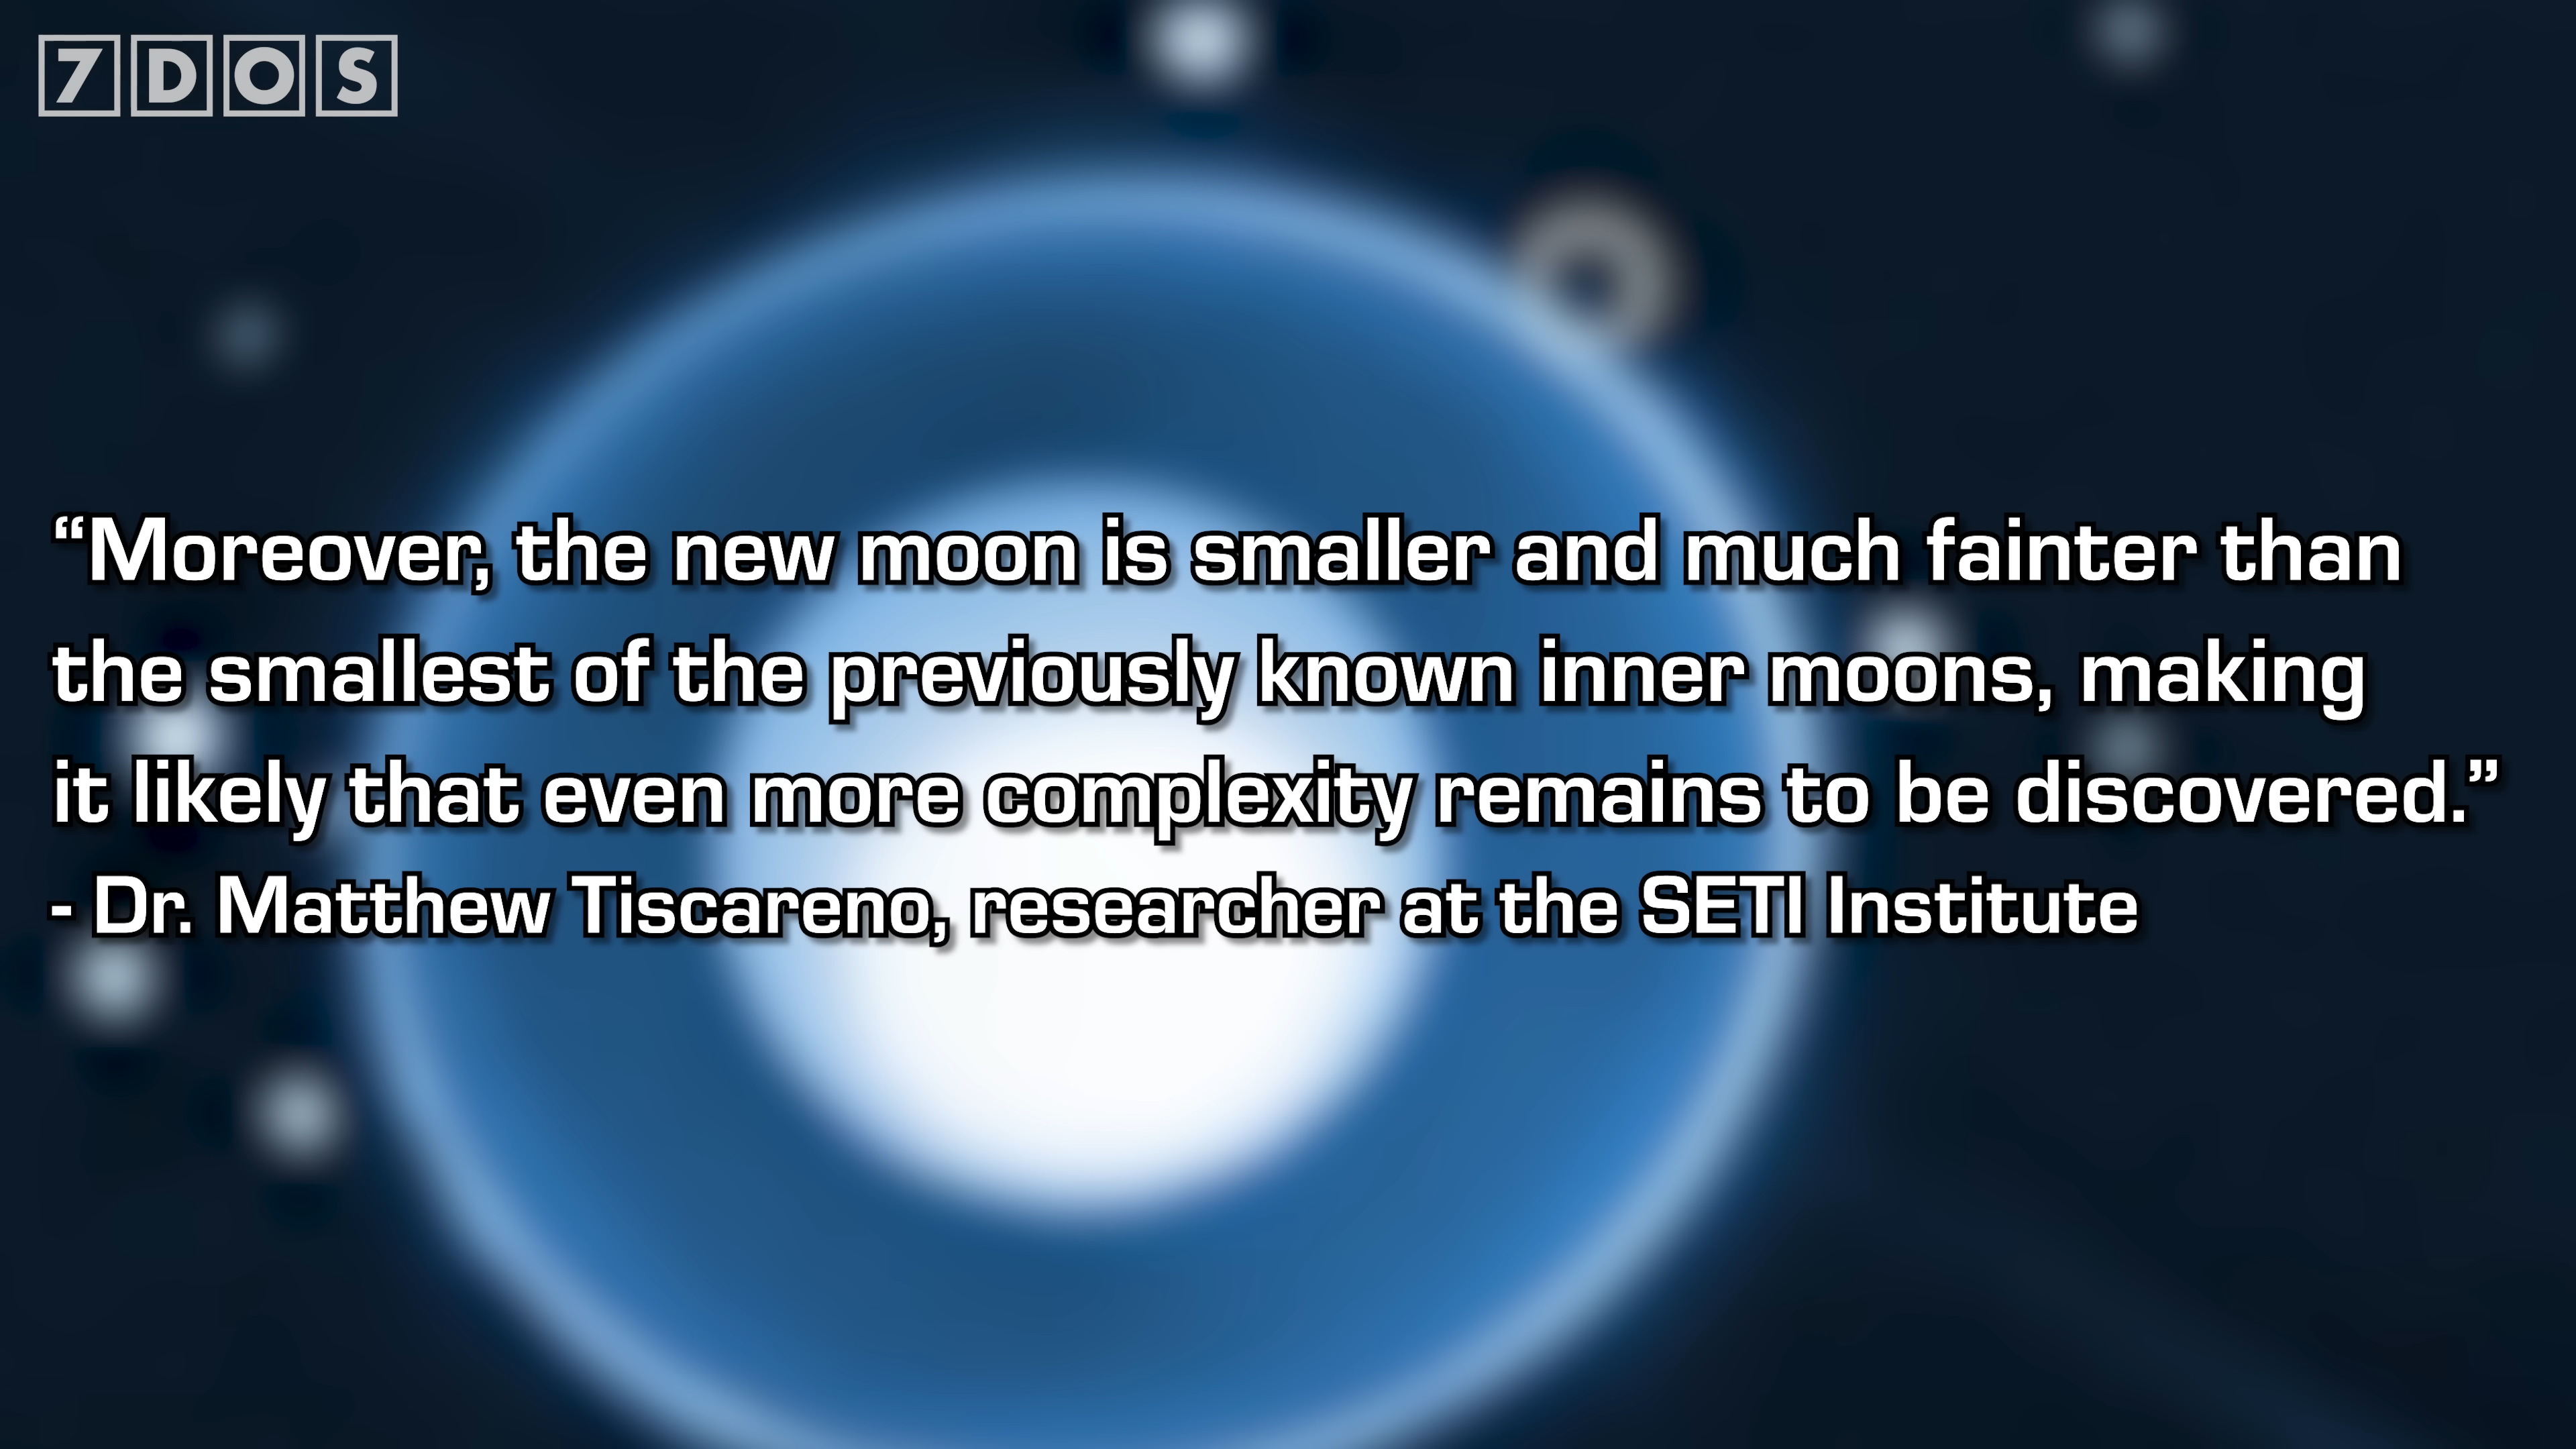 7DOS
“Moreover, the new moon is smaller and much fainter than
the smallest of the previously known inner moons, making
it likely that even more complexity remains to be discovered.”
- Dr. Matthew Tiscareno, researcher at the SETI Institute